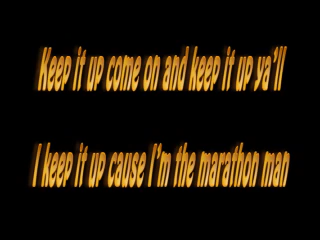 Keep it up come on and keep it up ya'll
I keep it up cause I'm the marathon man